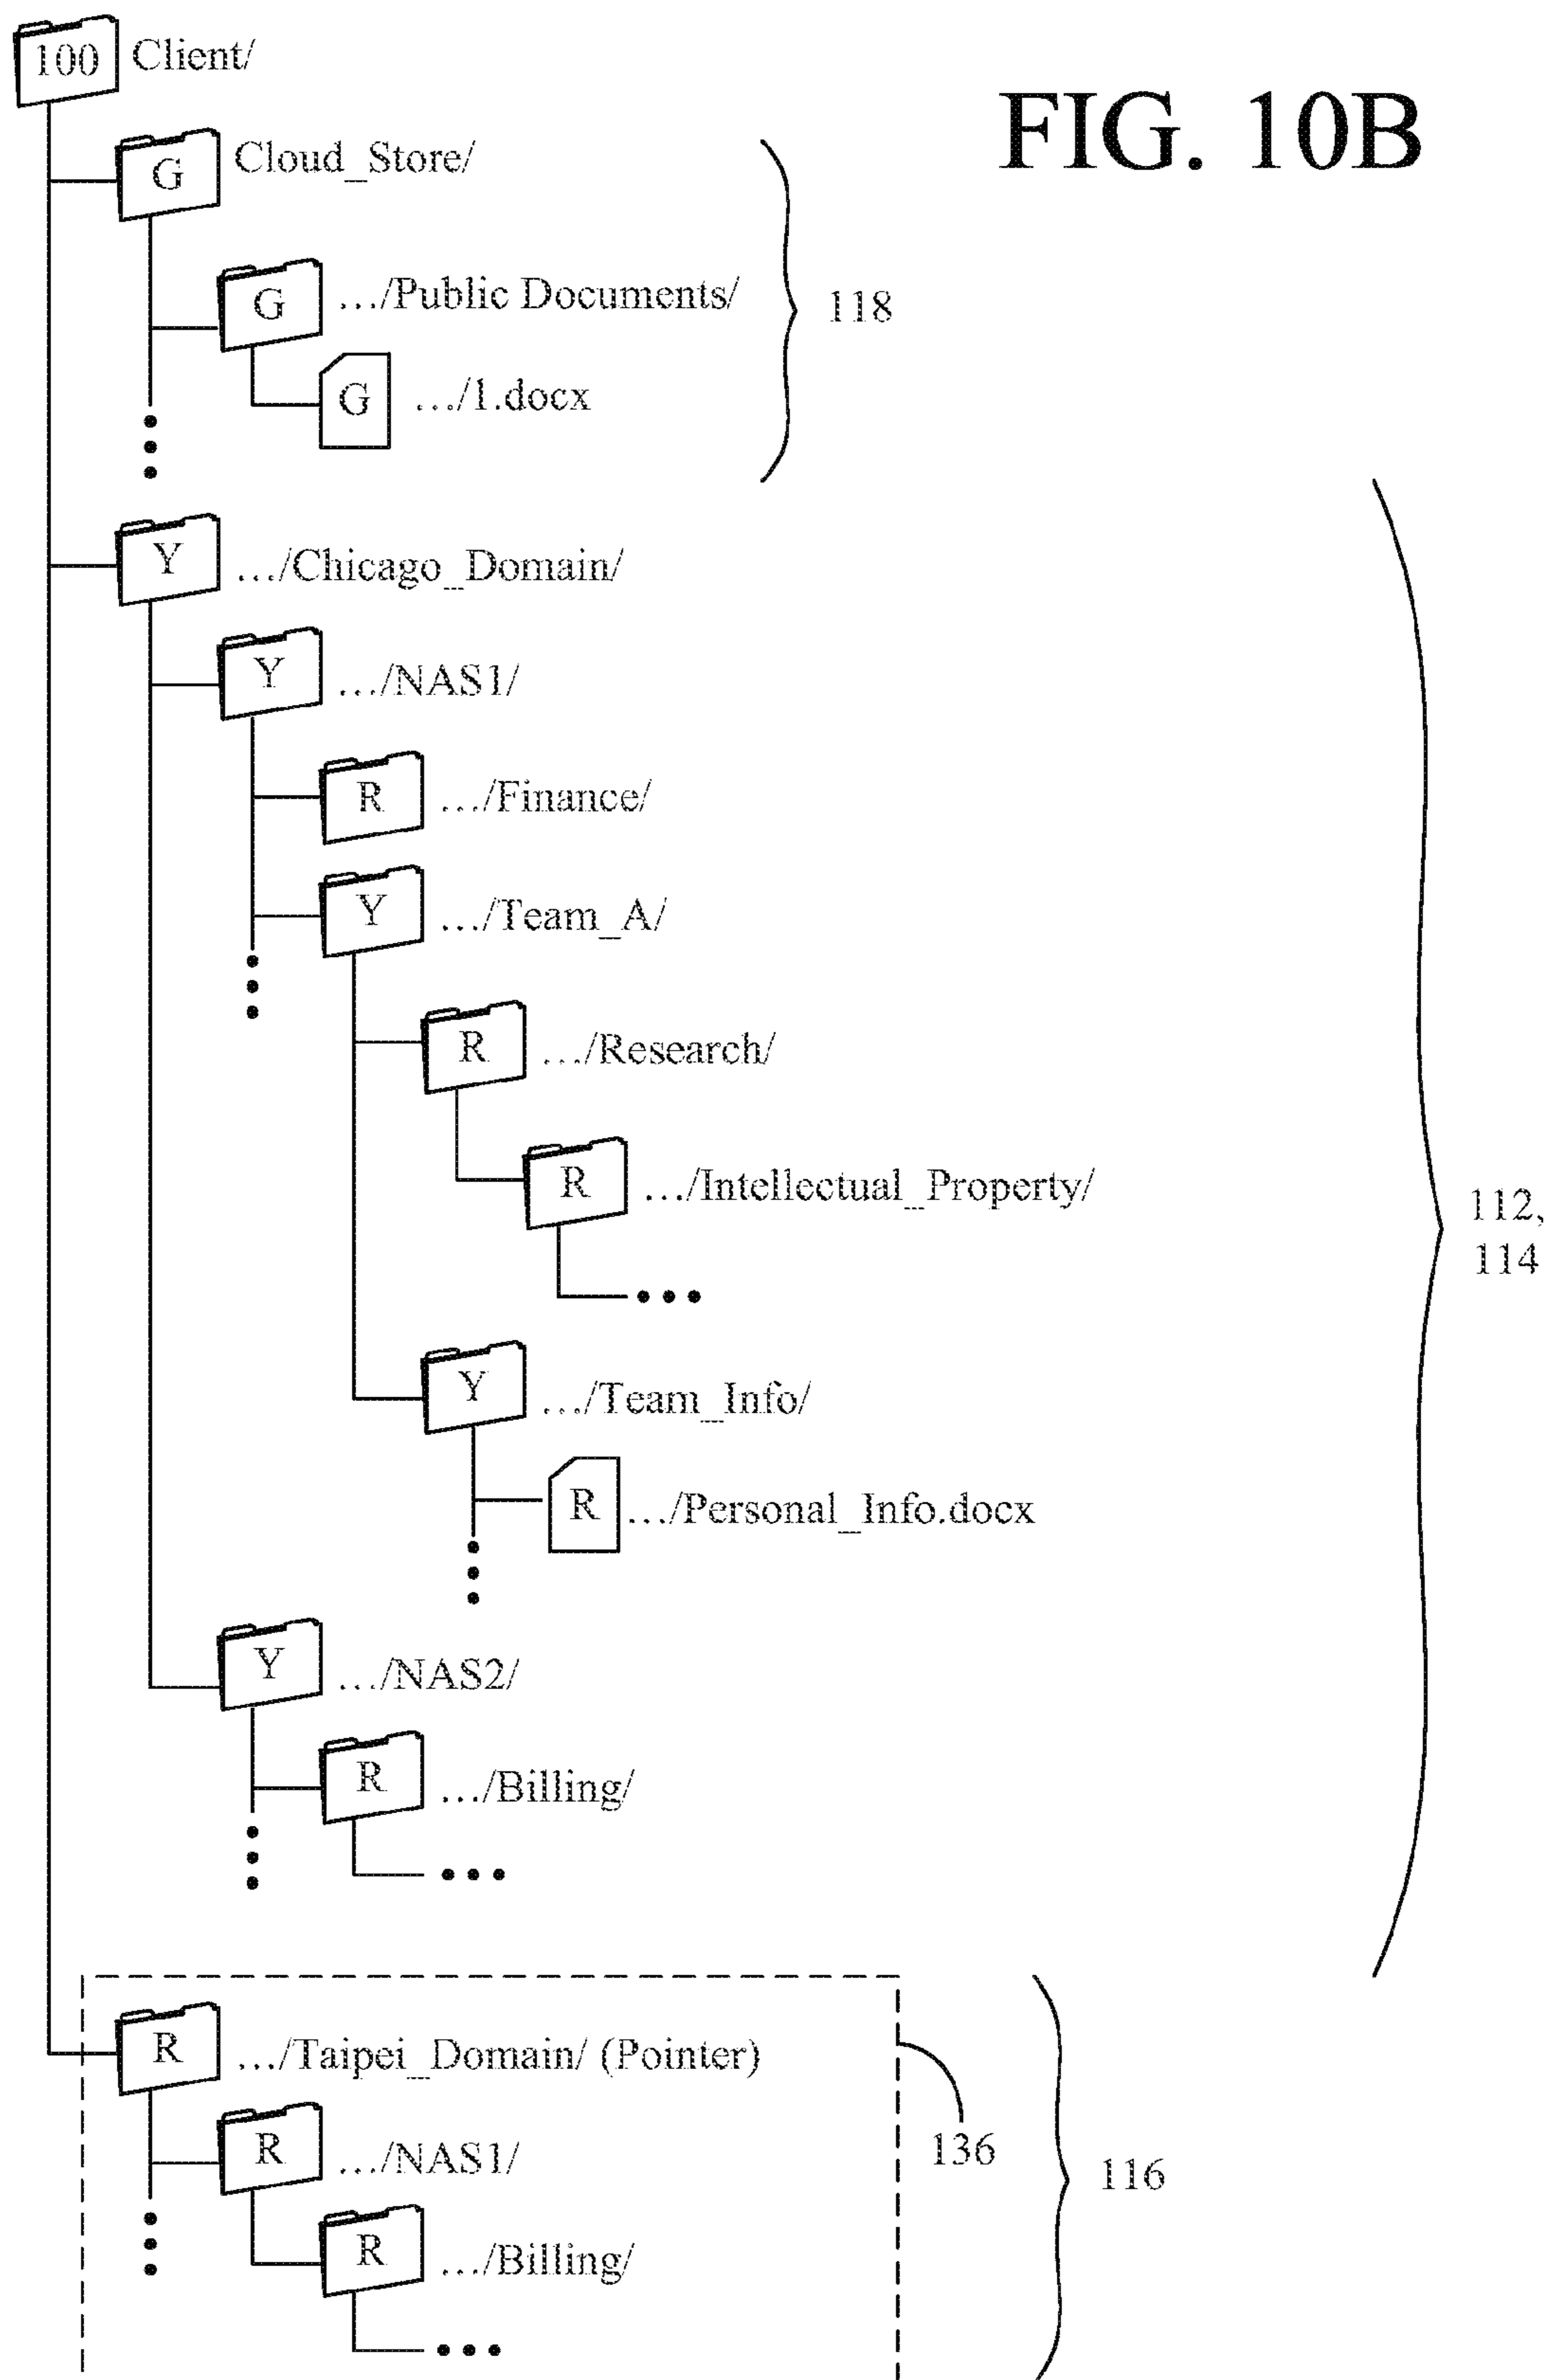 100 Client/
FIG. 10B
G Cloud_Store/
G .../Public Documents/
118
G .../1.docx
Y .../Chicago_Domain/
Y .../NAS1/
R .../Finance/
Y .../Team_A/
R .../Research/
R .../Intellectual_Property/
112,
114
Y .../Team_Info/
R .../Personal_Info.docx
Y .../NAS2/
R .../Billing/
R .../Taipei_Domain/ (Pointer)
136
R .../NAS1/
116
R .../Billing/